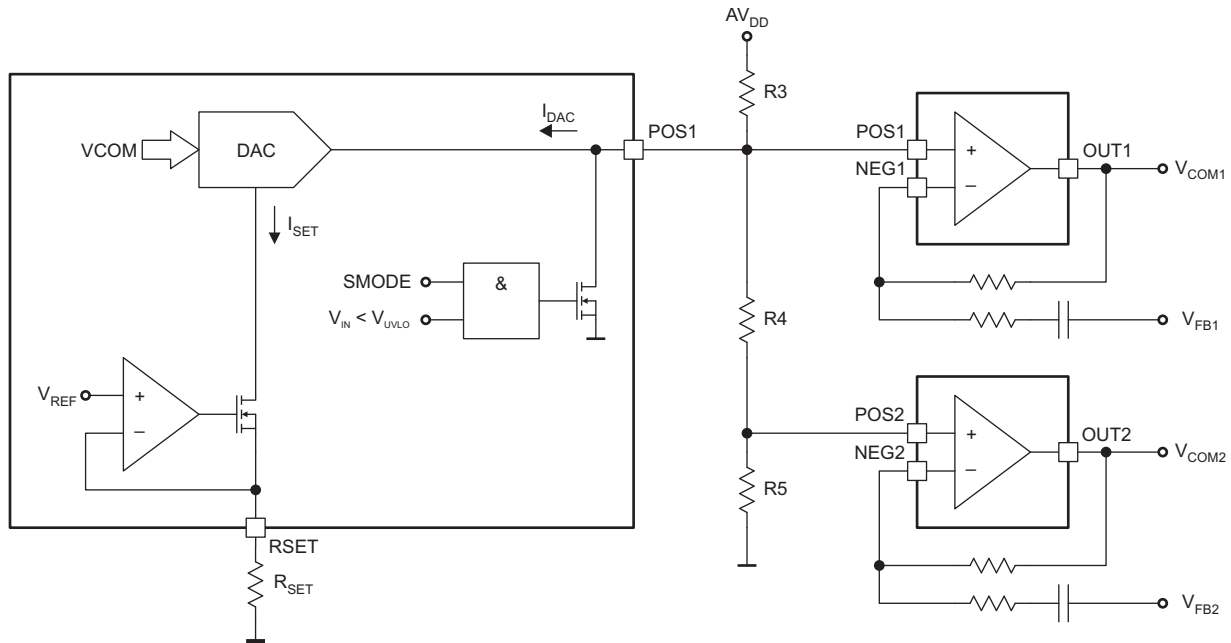 AVDD
R3
IDAC
POS1
POS1
OUT1
VCOM
DAC
NEG1
+
−
VCOM1
ISET
SMODE
&
VIN < VUVLO
R4
VFB1
VREF
+
−
POS2
OUT2
NEG2
+
−
VCOM2
R5
RSET
RSET
VFB2